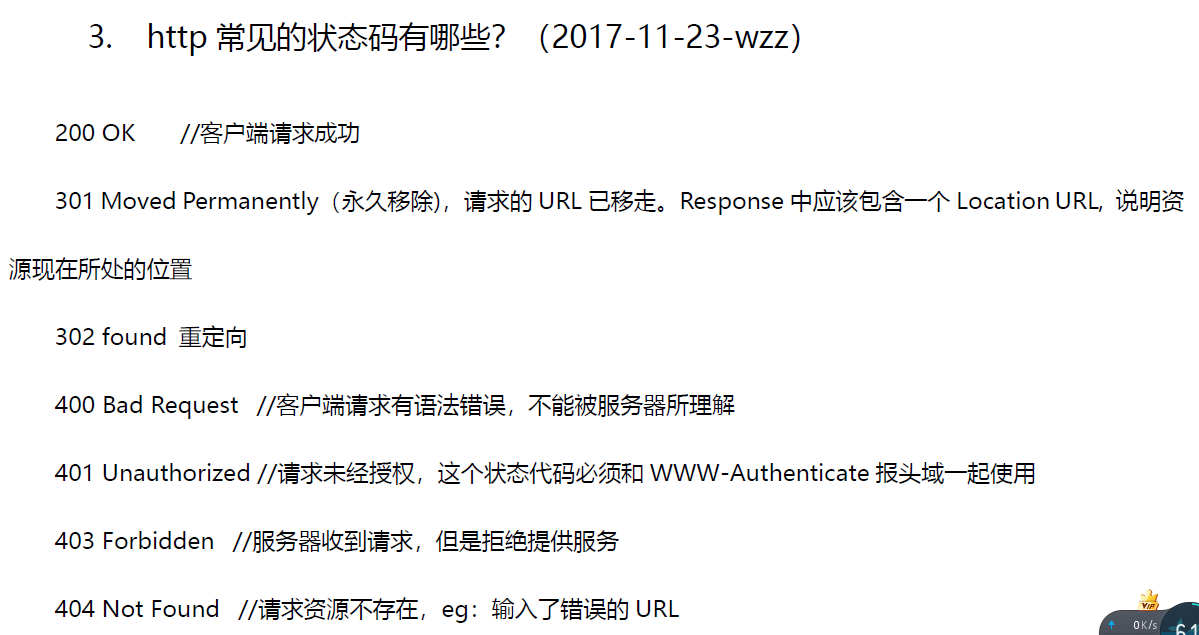 3. http 常见的状态码有哪些？（2017-11-23-wzz）
200 OK //客户端请求成功
301 Moved Permanently（永久移除)，请求的 URL 已移走。Response 中应该包含一个 Location URL, 说明资
源现在所处的位置
302 found 重定向
400 Bad Request //客户端请求有语法错误，不能被服务器所理解
401 Unauthorized //请求未经授权，这个状态代码必须和 WWW-Authenticate 报头域一起使用
403 Forbidden //服务器收到请求，但是拒绝提供服务
404 Not Found //请求资源不存在，eg：输入了错误的 URL
VIP
0K/s